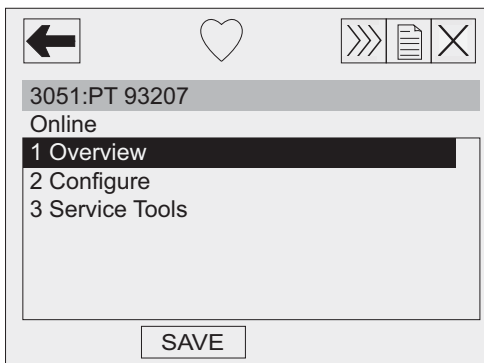 3051:PT 93207
Online
1 Overview
2 Configure
3 Service Tools
SAVE